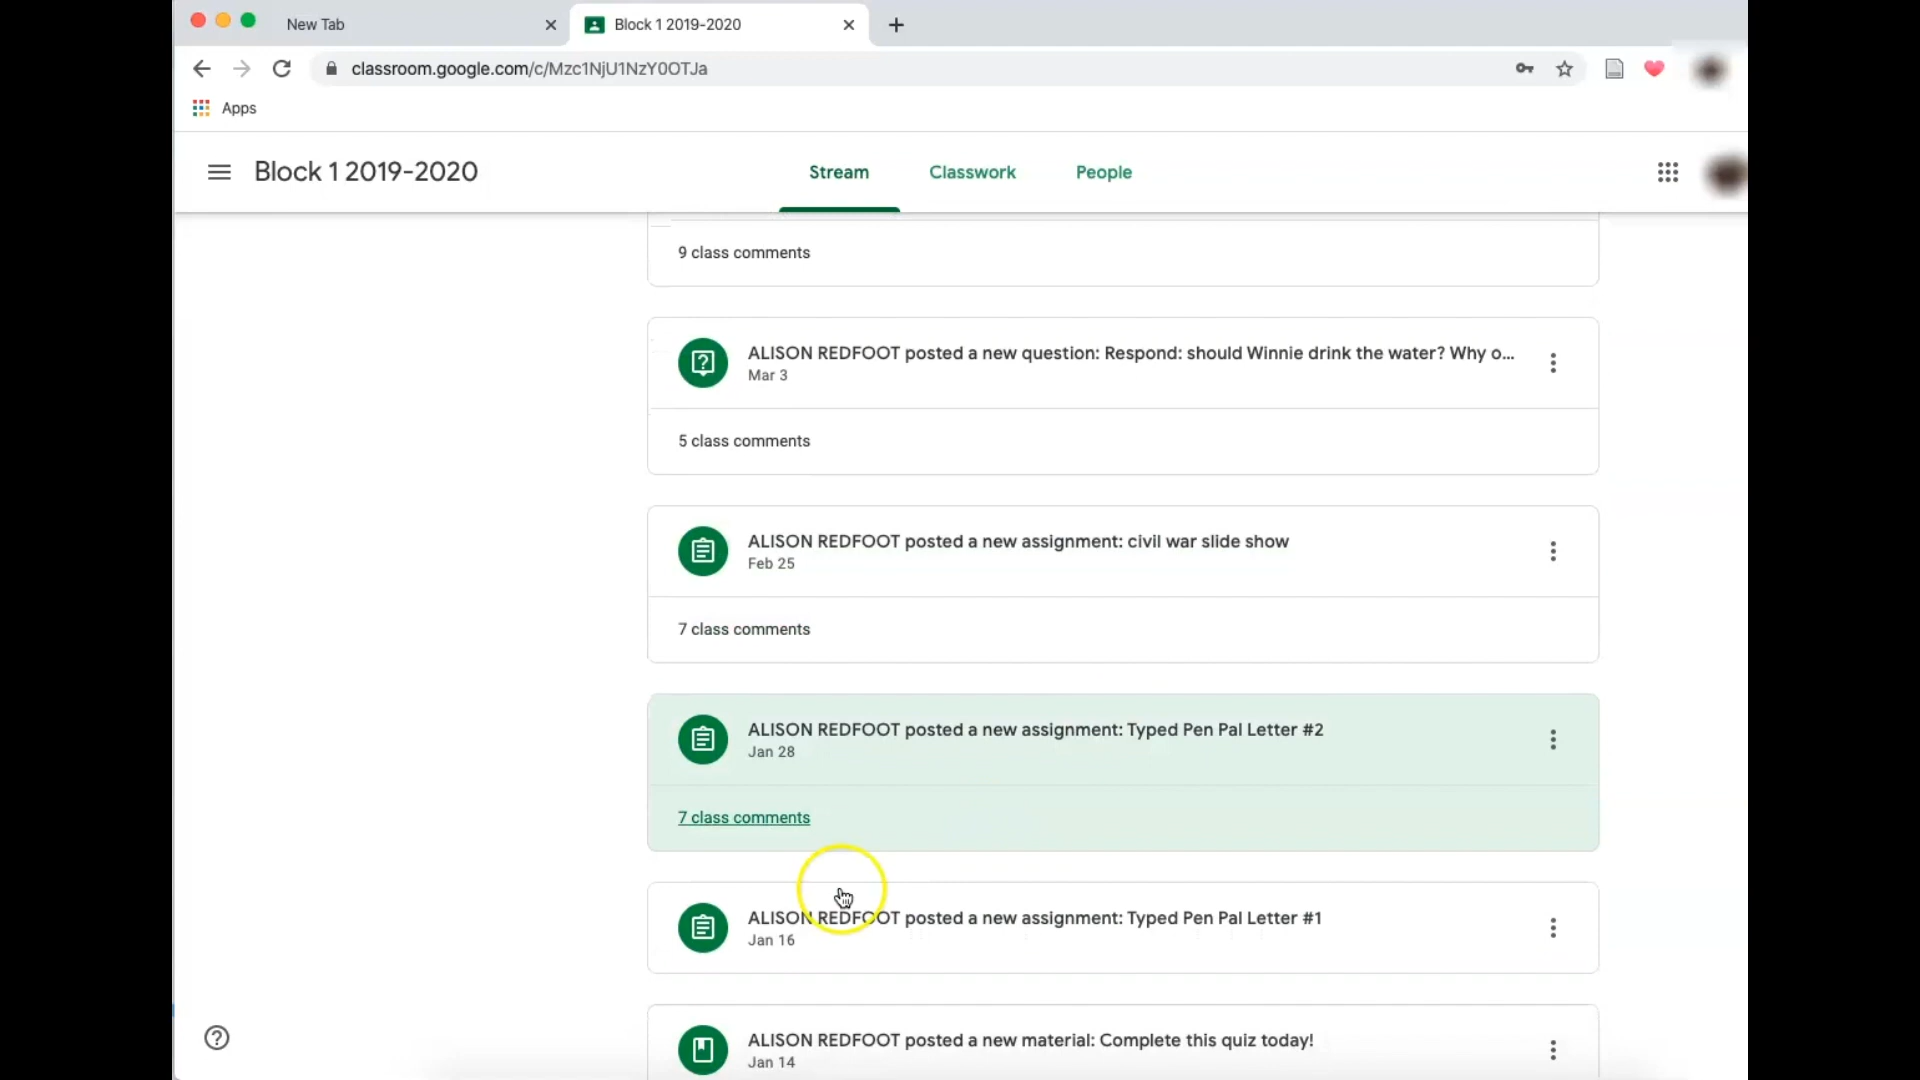 New Tab
Block 1 2019-2020
classroom.google.com/c/Mzc1NjU1NzY0OTJa
Apps
Block 1 2019-2020
Stream
Classwork
People
9 class comments
ALISON REDFOOT posted a new question: Respond: should Winnie drink the water? Why o...
Mar 3
5 class comments
ALISON REDFOOT posted a new assignment: civil war slide show
Feb 25
7 class comments
ALISON REDFOOT posted a new assignment: Typed Pen Pal Letter #2
Jan 28
7 class comments
ALISON REDFOOT posted a new assignment: Typed Pen Pal Letter #1
Jan 16
ALISON REDFOOT posted a new material: Complete this quiz today!
Jan 14